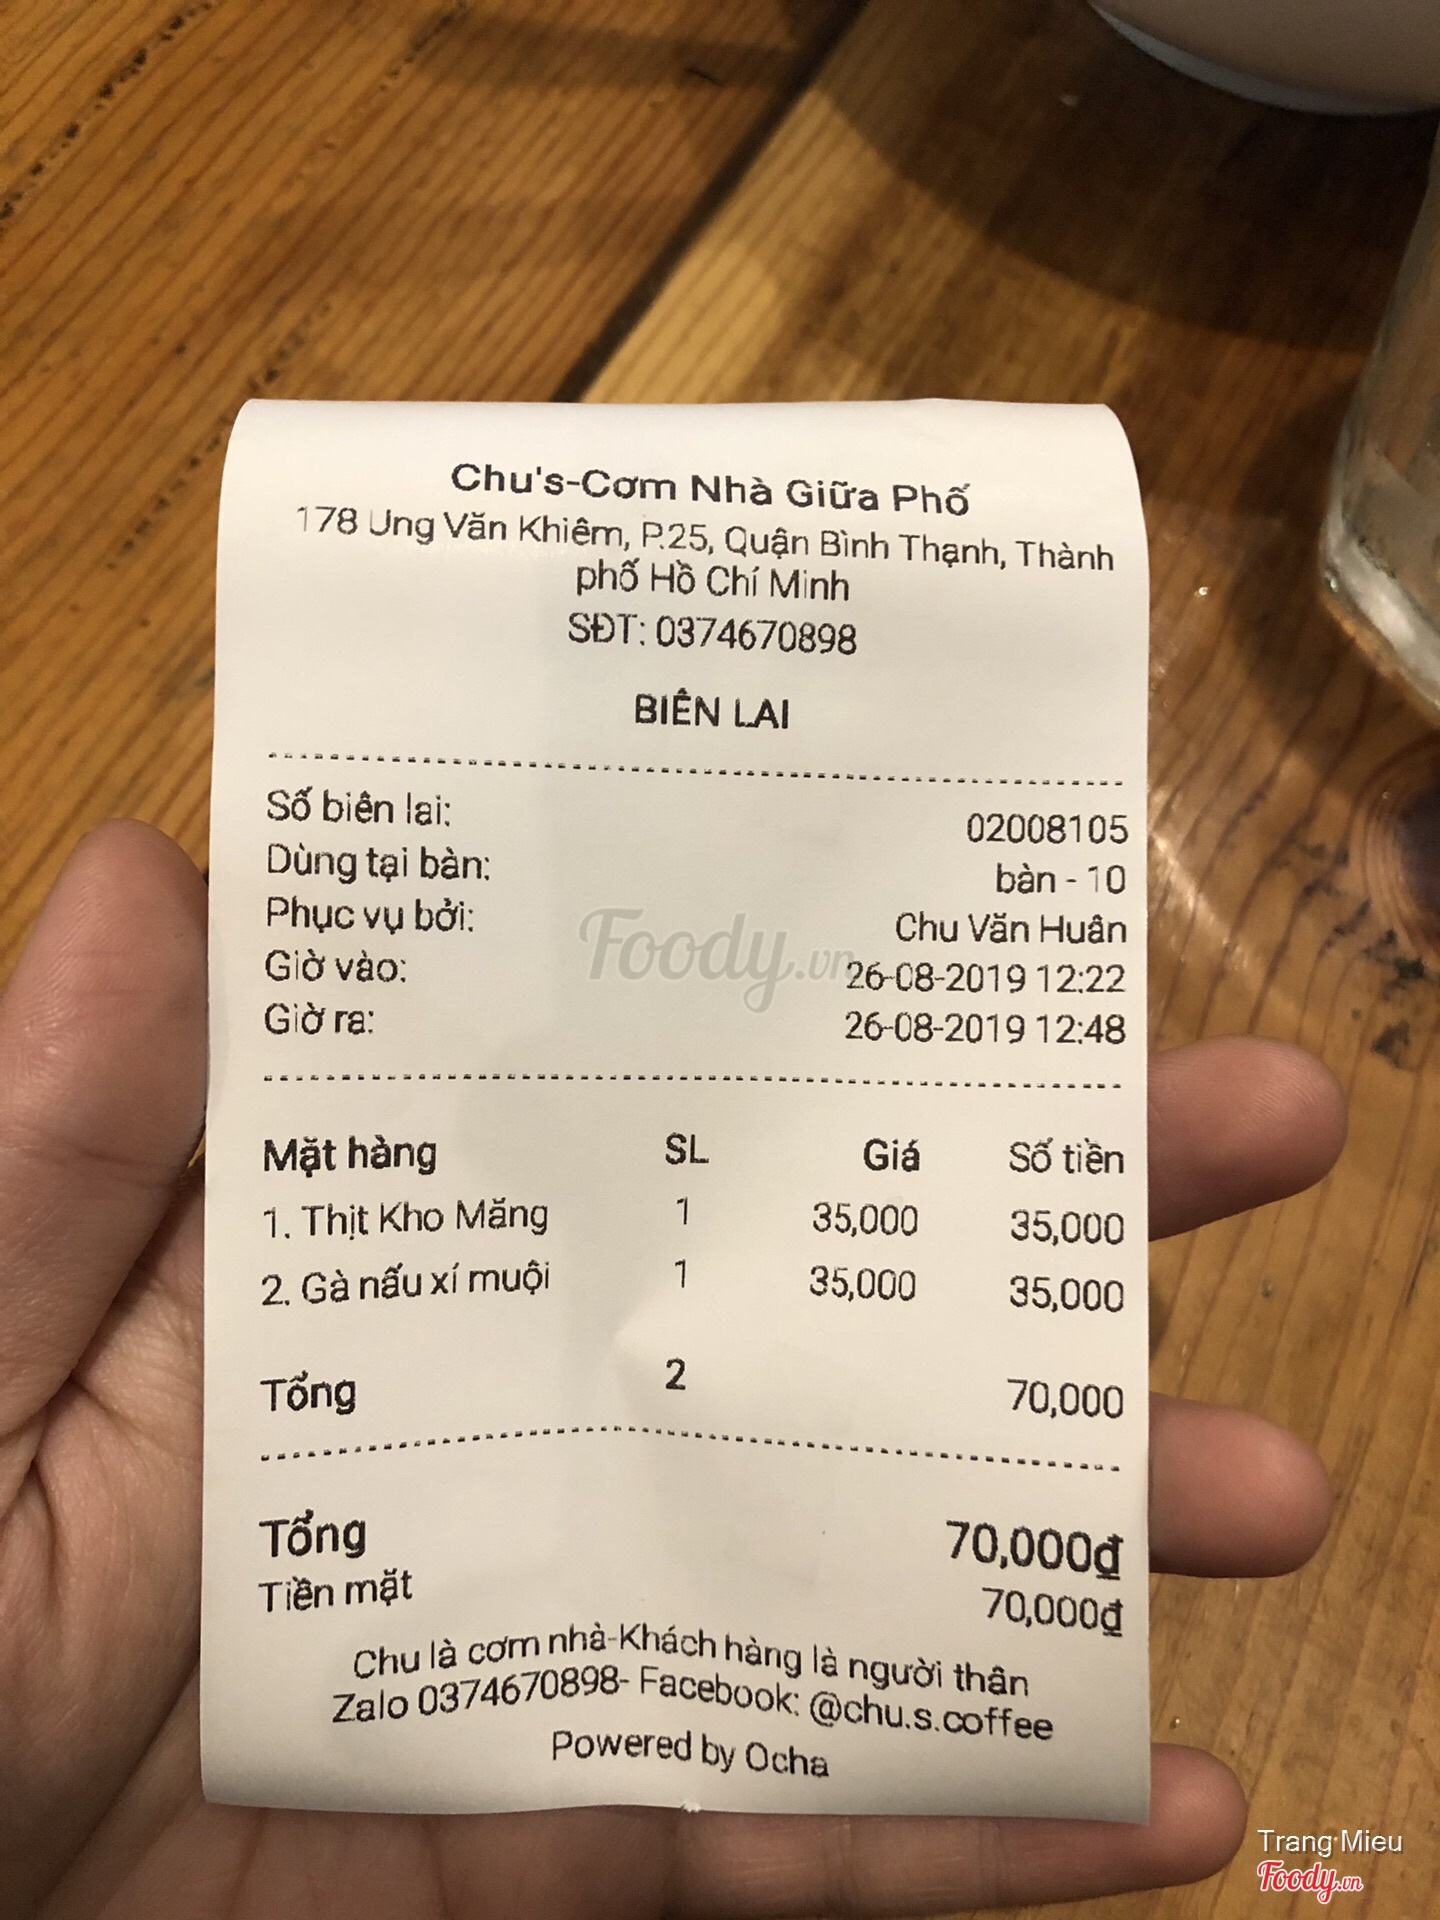 Chu's-Cơm Nhà Giữa Phố
178 Ung Văn Khiêm, P.25, Quận Bình Thạnh, Thành
phố Hồ Chí Minh
SĐT: 0374670898
BIÊN LAI
Số biên lai: 02008105
Dùng tại bàn: bàn - 10
Phục vụ bởi: Chu Văn Huân
Giờ vào: 26-08-2019 12:22
Giờ ra: 26-08-2019 12:48
Foody.vn
Mặt hàng SL Giá Số tiền
1. Thịt Kho Măng 1 35,000 35,000
2. Gà nấu xí muội 1 35,000 35,000
Tổng 2 70,000
Tổng 70,000đ
Tiền mặt 70,000đ
Chu là cơm nhà-Khách hàng là người thân
Zalo 0374670898- Facebook: @chu.s.coffee
Powered by Ocha
Trang Mieu
Foody.vn